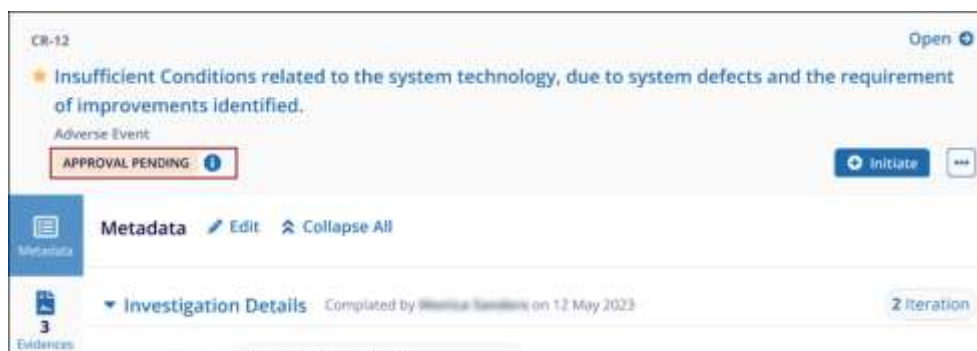 CR-12
Open
Insufficient Conditions related to the system technology, due to system defects and the requirement
of improvements identified.
Adverse Event
APPROVAL PENDING
Initiate
Metadata Edit Collapse All
Metadata
Investigation Details Completed by on 12 May 2023 2 Iteration
3
Evidences